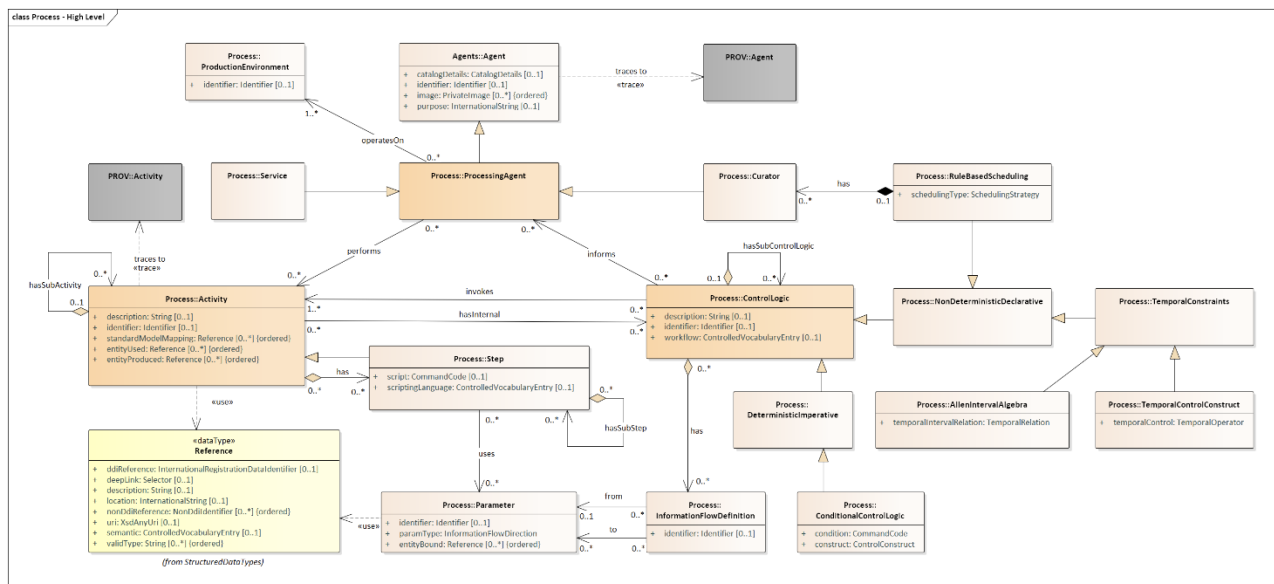 class Process - High Level
Process::
ProductionEnvironment
+ identifier: Identifier [0..1]
Agents::Agent
+ catalogDetails: CatalogDetails [0..1]
+ identifier: Identifier [0..1]
+ image: PrivateImage [0..*] {ordered}
+ purpose: InternationalString [0..1]
traces to
«trace»
PROV::Agent
1..*
operatesOn
0..*
PROV::Activity
Process::Service
Process::ProcessingAgent
Process::Curator
has
0..*
0..1
Process::RuleBasedScheduling
+ schedulingType: SchedulingStrategy
0..*
0..*
performs
informs
hasSubControlLogic
traces to
«trace»
0..*
hasSubActivity
0..1
0..*
0..*
0..1
0..*
Process::Activity
+ description: String [0..1]
+ identifier: Identifier [0..1]
+ standardModelMapping: Reference [0..*] {ordered}
+ entityUsed: Reference [0..*] {ordered}
+ entityProduced: Reference [0..*] {ordered}
invokes
1..*
0..*
hasInternal
0..*
0..*
Process::ControlLogic
+ description: String [0..1]
+ identifier: Identifier [0..1]
+ workflow: ControlledVocabularyEntry [0..1]
Process::NonDeterministicDeclarative
Process::TemporalConstraints
has
0..*
0..*
Process::Step
+ script: CommandCode [0..1]
+ scriptingLanguage: ControlledVocabularyEntry [0..1]
0..*
0..*
0..*
hasSubStep
0..*
«use»
Process::
DeterministicImperative
Process::AllenIntervalAlgebra
+ temporalIntervalRelation: TemporalRelation
Process::TemporalControlConstruct
+ temporalControl: TemporalOperator
has
uses
«dataType»
Reference
+ ddiReference: InternationalRegistrationDataIdentifier [0..1]
+ deepLink: Selector [0..1]
+ description: String [0..1]
+ location: InternationalString [0..1]
+ nonDdiReference: NonDdiIdentifier [0..*] {ordered}
+ uri: XsdAnyUri [0..1]
+ semantic: ControlledVocabularyEntry [0..1]
+ validType: String [0..*] {ordered}
(from StructuredDataTypes)
0..*
0..*
«use»
Process::Parameter
+ identifier: Identifier [0..1]
+ paramType: InformationFlowDirection
+ entityBound: Reference [0..*] {ordered}
from
0..1
0..*
to
0..*
0..*
Process::
InformationFlowDefinition
+ identifier: Identifier [0..1]
Process::
ConditionalControlLogic
+ condition: CommandCode
+ construct: ControlConstruct